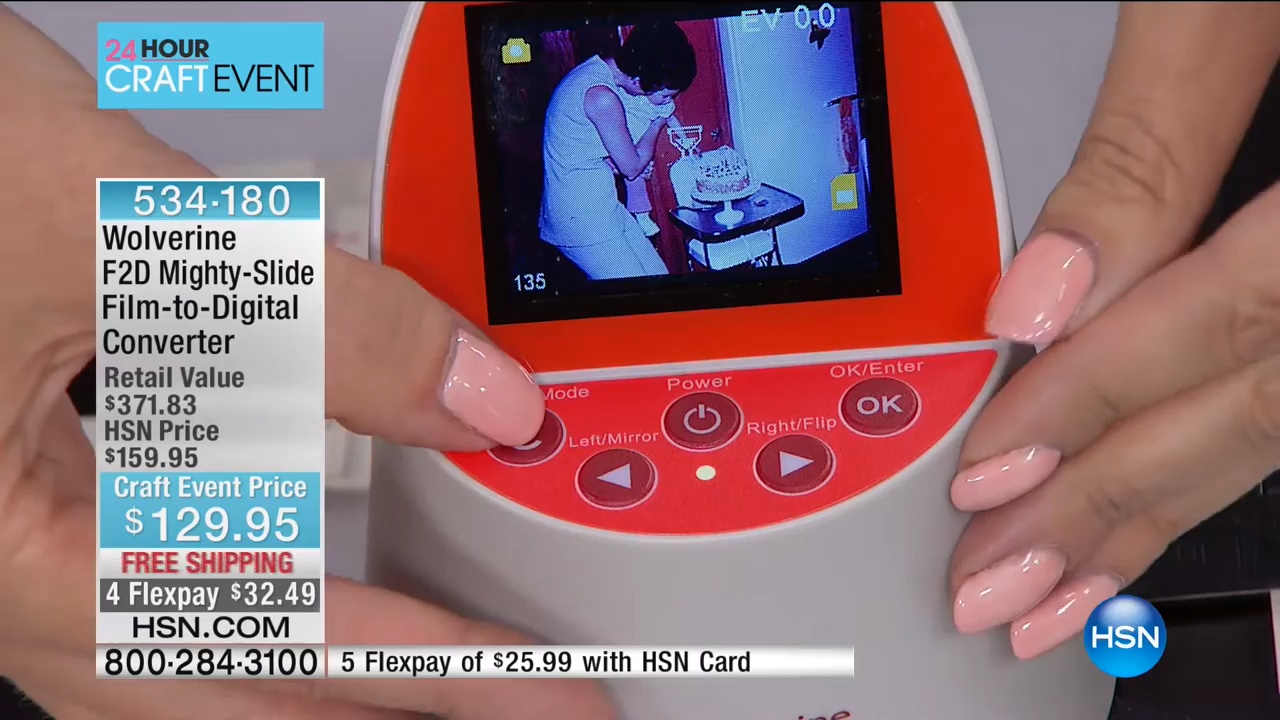 24 HOUR
CRAFT EVENT
534-180
Wolverine
F2D Mighty-Slide
Film-to-Digital
Converter
Retail Value
$371.83
HSN Price
$159.95
Craft Event Price
$129.95
FREE SHIPPING
4 Flexpay $32.49
HSN.COM
800-284-3100
5 Flexpay of $25.99 with HSN Card
EV 0.0
135
Mode
Power
OK/Enter
OK
Left/Mirror
Right/Flip
HSN